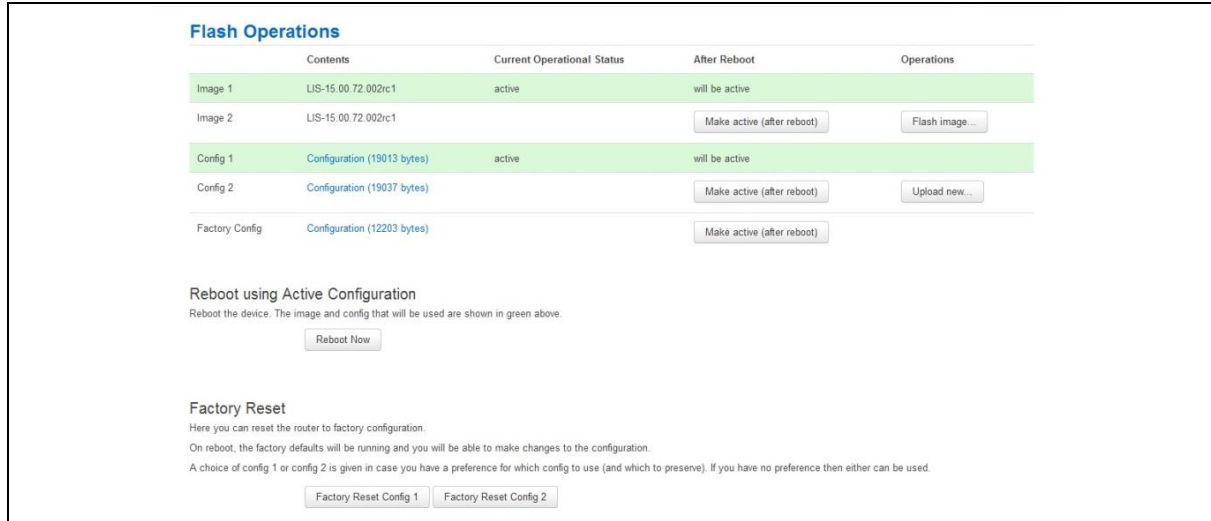 Flash Operations
Contents Current Operational Status After Reboot Operations
Image 1 LIS-15.00.72.002rc1 active will be active
Image 2 LIS-15.00.72.002rc1 Make active (after reboot) Flash image...
Config 1 Configuration (19013 bytes) active will be active
Config 2 Configuration (19037 bytes) Make active (after reboot) Upload new...
Factory Config Configuration (12203 bytes) Make active (after reboot)
Reboot using Active Configuration
Reboot the device. The image and config that will be used are shown in green above.
Reboot Now
Factory Reset
Here you can reset the router to factory configuration.
On reboot, the factory defaults will be running and you will be able to make changes to the configuration.
A choice of config 1 or config 2 is given in case you have a preference for which config to use (and which to preserve). If you have no preference then either can be used.
Factory Reset Config 1 Factory Reset Config 2